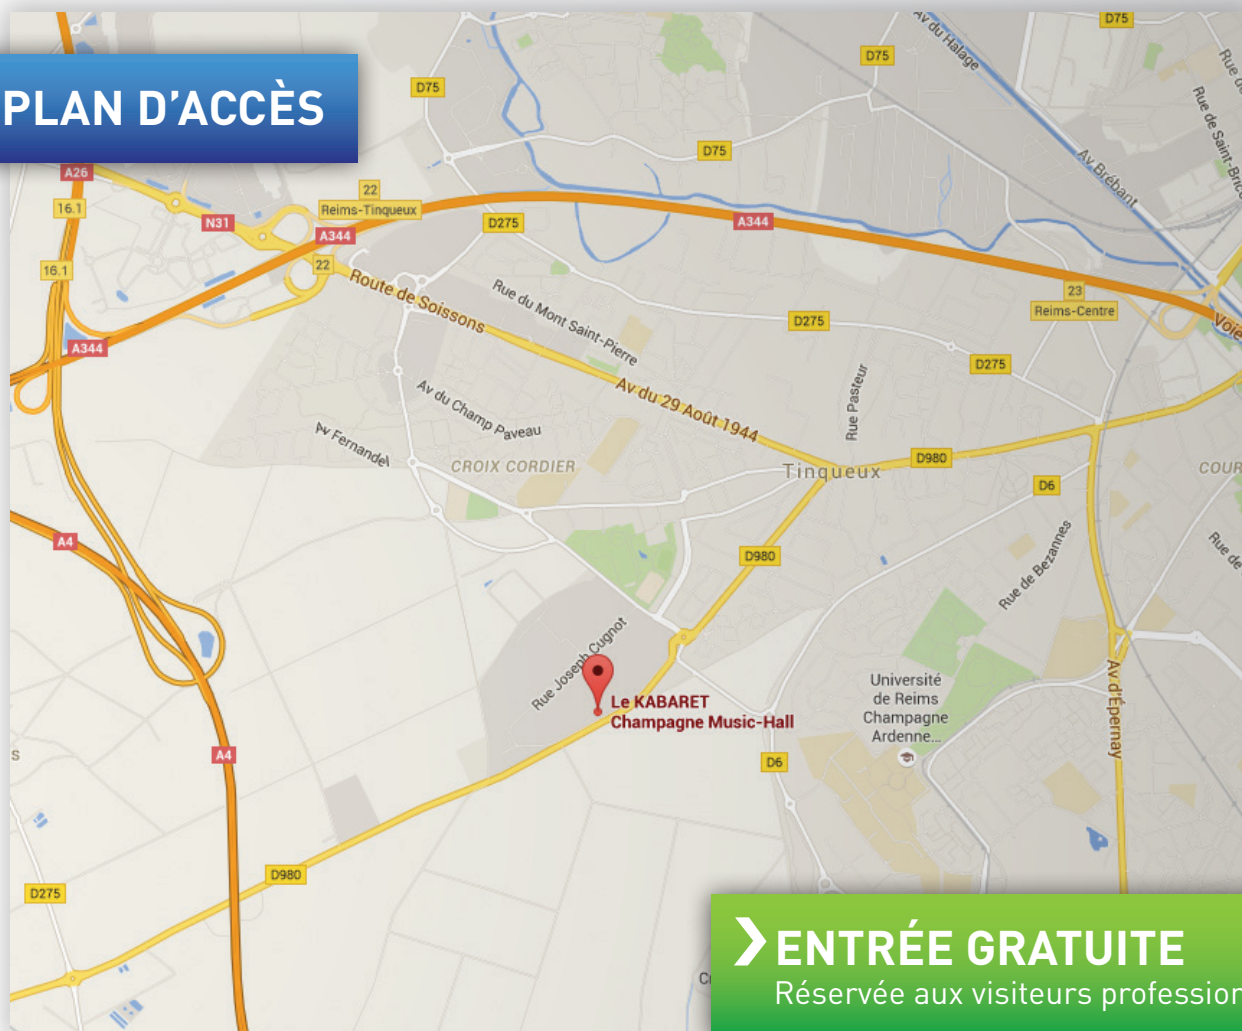 PLAN D'ACCÈS
D75
D75
D75
D75
Av du Halage
Av Brébant
A26
16.1
16.1
N31
22
Reims-Tinqueux
A344
22
D275
A344
A344
23
Reims-Centre
Route de Soissons
Rue du Mont Saint-Pierre
D275
D275
Av du 29 Août 1944
Rue Pasteur
Av du Champ Paveau
Av Fernandel
CROIX CORDIER
Tinqueux
D980
D6
COUR
A4
D980
Rue de Bezannes
Rue de
Rue Joseph Cugnot
Le KABARET
Champagne Music-Hall
Université
de Reims
Champagne
Ardenne...
Av d'Épernay
A4
D6
D980
D275
❯ ENTRÉE GRATUITE
Réservée aux visiteurs profession